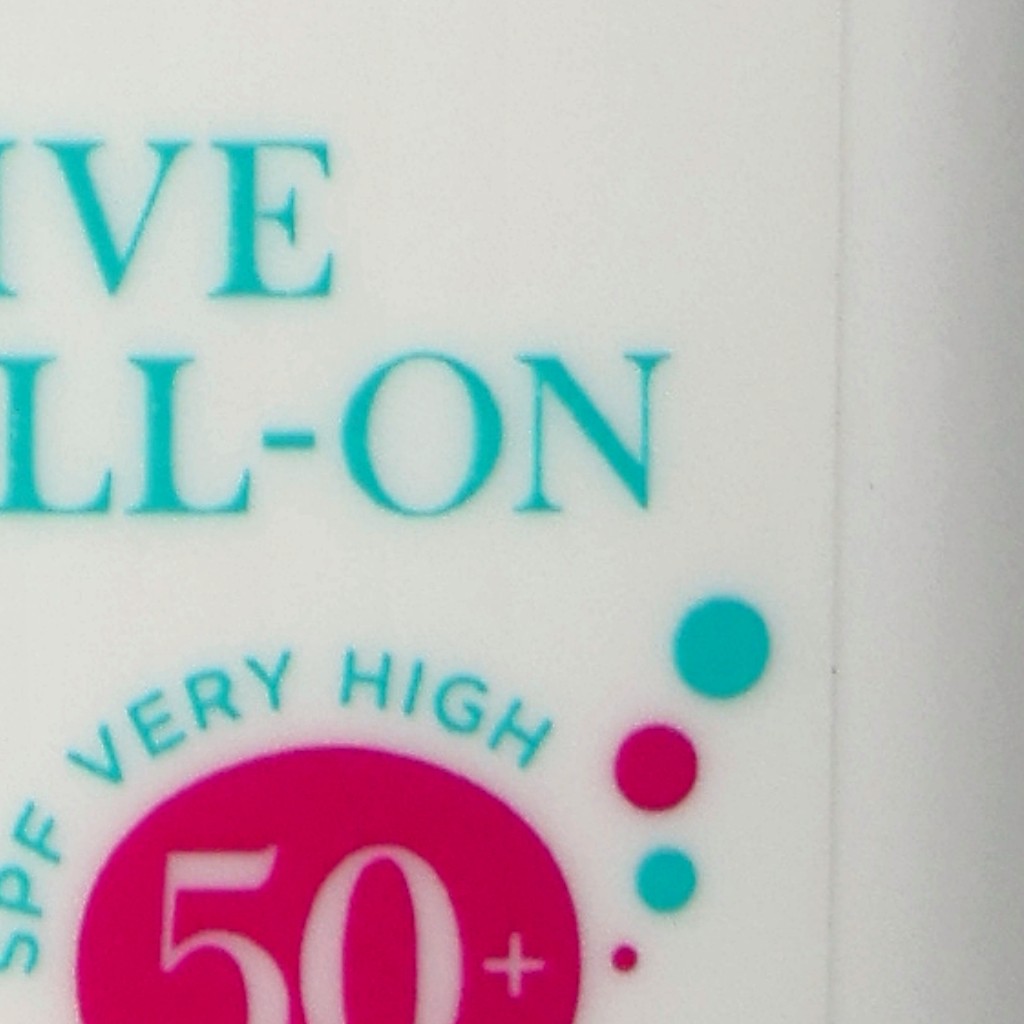 IVE
LL-ON
SPF VERY HIGH
50+